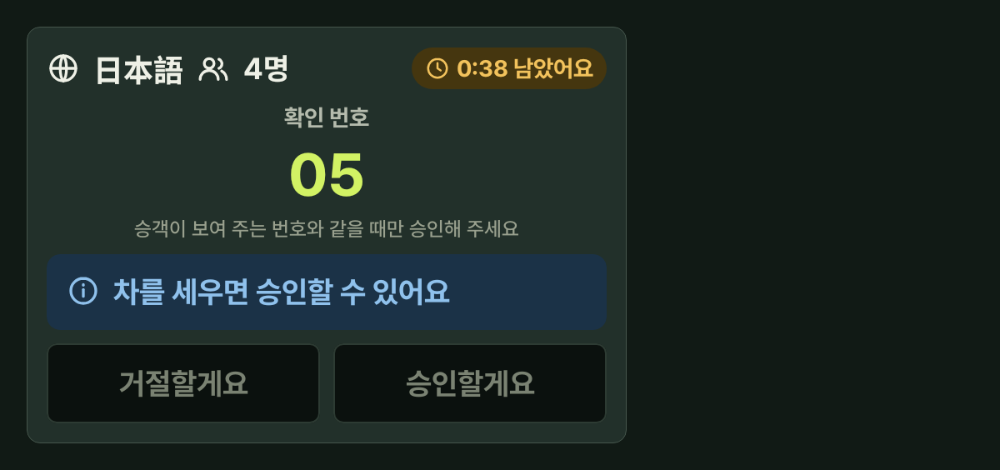 日本語 4명 0:38 남았어요
확인 번호
05
승객이 보여 주는 번호와 같을 때만 승인해 주세요
차를 세우면 승인할 수 있어요
거절할게요 승인할게요